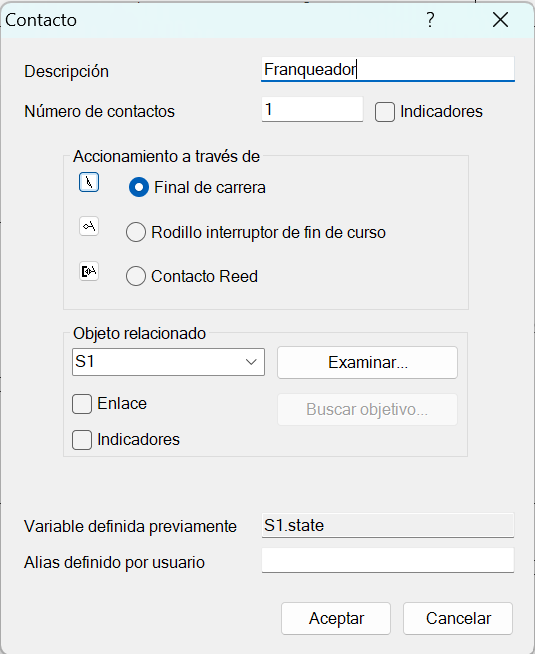 Contacto ?
Descripción Franqueador
Número de contactos 1 Indicadores
Accionamiento a través de
Final de carrera
Rodillo interruptor de fin de curso
Contacto Reed
Objeto relacionado
S1 Examinar...
Enlace Buscar objetivo...
Indicadores
Variable definida previamente S1.state
Alias definido por usuario
Aceptar Cancelar